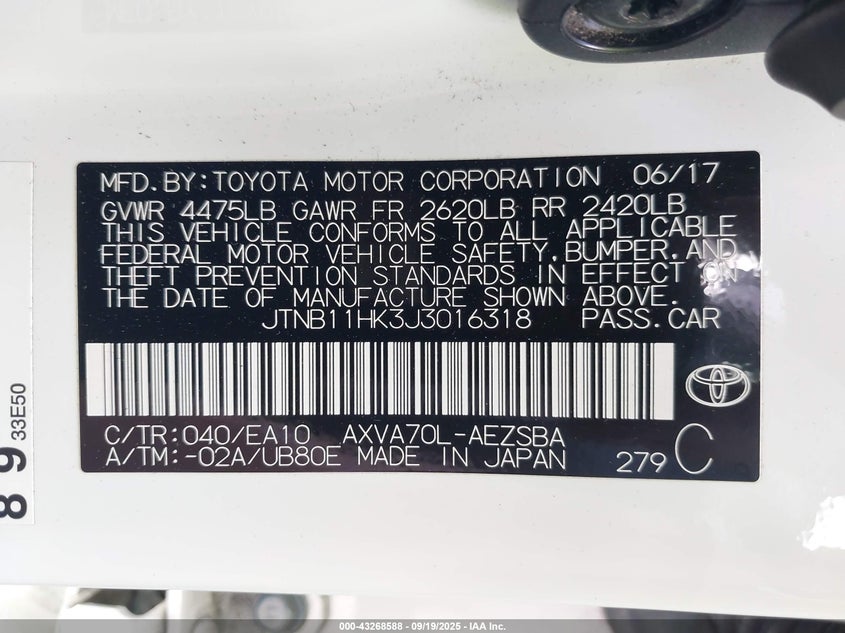 MFD.BY:TOYOTA MOTOR CORPORATION 06/17
GVWR 4475LB GAWR FR 2620LB RR 2420LB
THIS VEHICLE CONFORMS TO ALL APPLICABLE
FEDERAL MOTOR VEHICLE SAFETY,BUMPER,AND
THEFT PREVENTION STANDARDS IN EFFECT ON
THE DATE OF MANUFACTURE SHOWN ABOVE.
JTNB11HK3J3016318 PASS.CAR
C/TR:040/EA10 AXVA70L-AEZSBA
A/TM:-02A/UB80E MADE IN JAPAN 279 C
89 33E50
000-43268588 - 09/19/2025 - IAA Inc.